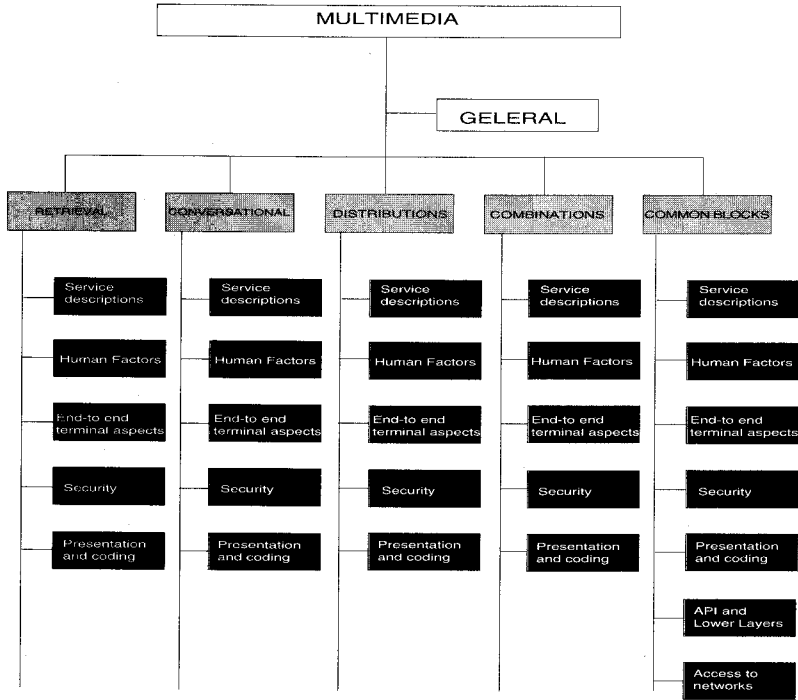 MULTIMEDIA
GELERAL
RETRIEVAL
CONVERSATIONAL
DISTRIBUTIONS
COMBINATIONS
COMMON BLOCKS
Service
descriptions
Human Factors
End-to end
terminal aspects
Security
Presentation
and coding
Service
descriptions
Human Factors
End-to end
terminal aspects
Security
Presentation
and coding
Service
descriptions
Human Factors
End-to end
terminal aspects
Security
Presentation
and coding
Service
descriptions
Human Factors
End-to end
terminal aspects
Security
Presentation
and coding
Service
descriptions
Human Factors
End-to end
terminal aspects
Security
Presentation
and coding
API and
Lower Layers
Access to
networks